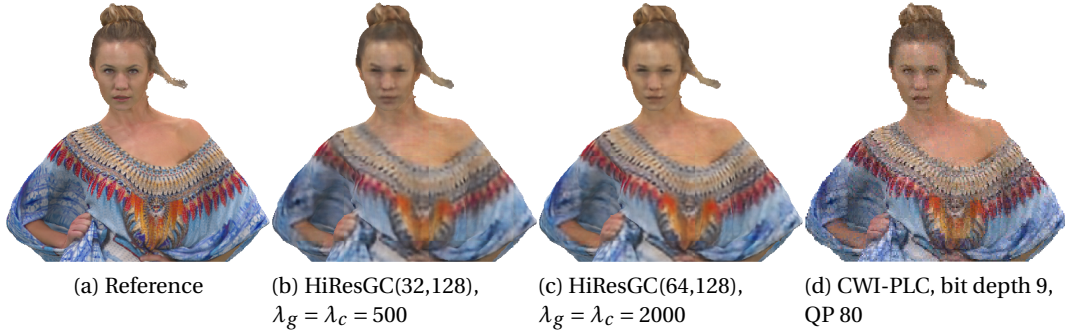 (a) Reference
(b) HiResGC(32,128),
λg = λc = 500
(c) HiResGC(64,128),
λg = λc = 2000
(d) CWI-PLC, bit depth 9,
QP 80